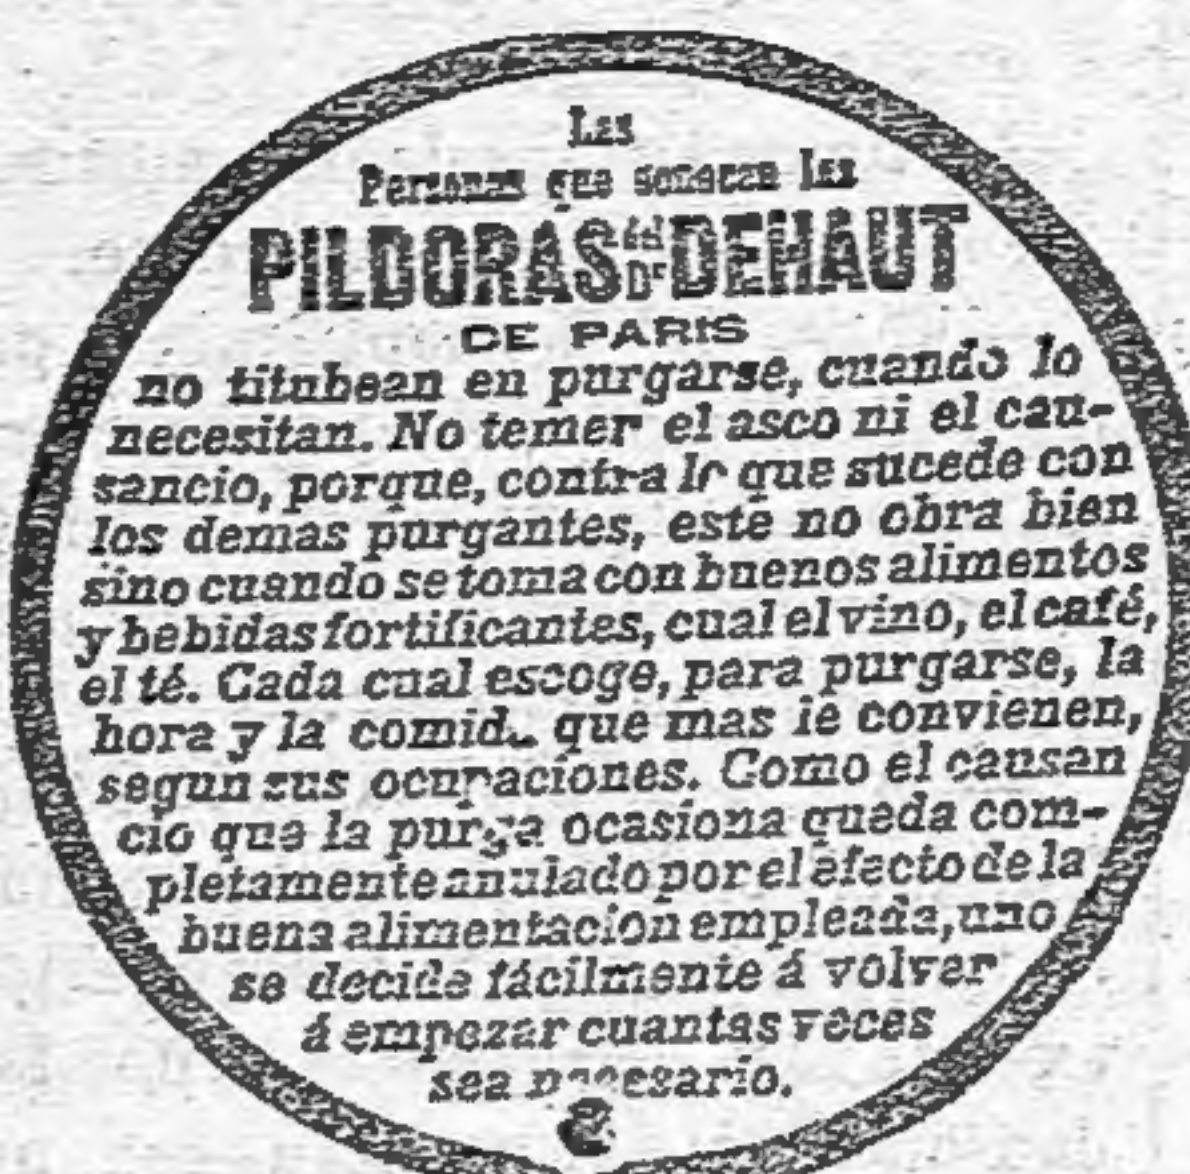 Las
Personas que conocen las
PILDORAS del Dr DEHAUT
DE PARIS
no titubean en purgarse, cuando lo
necesitan. No temer el asco ni el cau-
sancio, porque, contra lo que sucede con
los demas purgantes, este no obra bien
sino cuando se toma con buenos alimentos
y bebidas fortificantes, cual el vino, el café,
el té. Cada cual escoge, para purgarse, la
hora y la comida que mas le convienen,
segun sus ocupaciones. Como el causan
cio que la purga ocasiona queda com-
pletamente anulado por el efecto de la
buena alimentacion empleada, uno
se decide fácilmente á volver
á empezar cuantas veces
sea necesario.